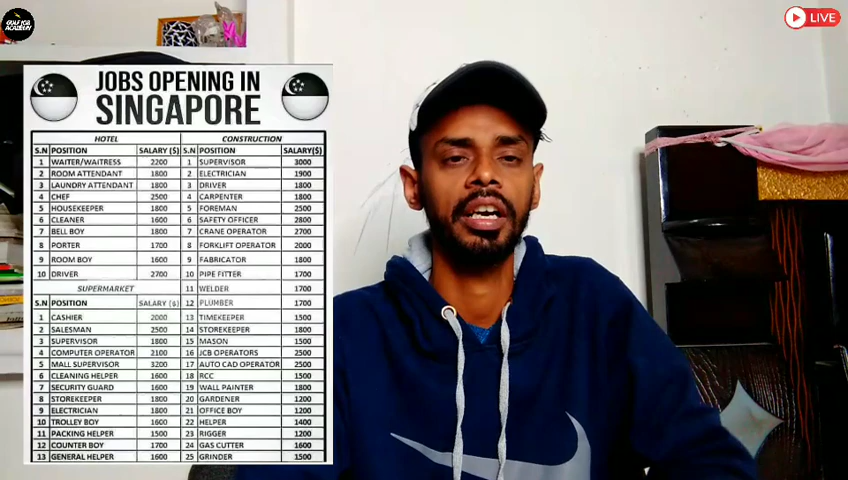 GULF JOB
ACADEMY
LIVE
JOBS OPENING IN
SINGAPORE
HOTEL CONSTRUCTION
S.N POSITION SALARY ($) S.N POSITION SALARY($)
1 WAITER/WAITRESS 2200 1 SUPERVISOR 3000
2 ROOM ATTENDANT 1800 2 ELECTRICIAN 1900
3 LAUNDRY ATTENDANT 1800 3 DRIVER 1800
4 CHEF 2500 4 CARPENTER 1800
5 HOUSEKEEPER 1800 5 FOREMAN 2500
6 CLEANER 1600 6 SAFETY OFFICER 2800
7 BELL BOY 1800 7 CRANE OPERATOR 2700
8 PORTER 1700 8 FORKLIFT OPERATOR 2000
9 ROOM BOY 1600 9 FABRICATOR 1800
10 DRIVER 2700 10 PIPE FITTER 1700
SUPERMARKET 11 WELDER 1700
S.N POSITION SALARY ($) 12 PLUMBER 1700
1 CASHIER 2000 13 TIMEKEEPER 1500
2 SALESMAN 2500 14 STOREKEEPER 1800
3 SUPERVISOR 1800 15 MASON 1500
4 COMPUTER OPERATOR 2100 16 JCB OPERATORS 2500
5 MALL SUPERVISOR 3200 17 AUTO CAD OPERATOR 2500
6 CLEANING HELPER 1600 18 RCC 1500
7 SECURITY GUARD 1600 19 WALL PAINTER 1800
8 STOREKEEPER 1800 20 GARDENER 1200
9 ELECTRICIAN 1800 21 OFFICE BOY 1200
10 TROLLEY BOY 1600 22 HELPER 1400
11 PACKING HELPER 1500 23 RIGGER 1200
12 COUNTER BOY 1700 24 GAS CUTTER 1600
13 GENERAL HELPER 1600 25 GRINDER 1500